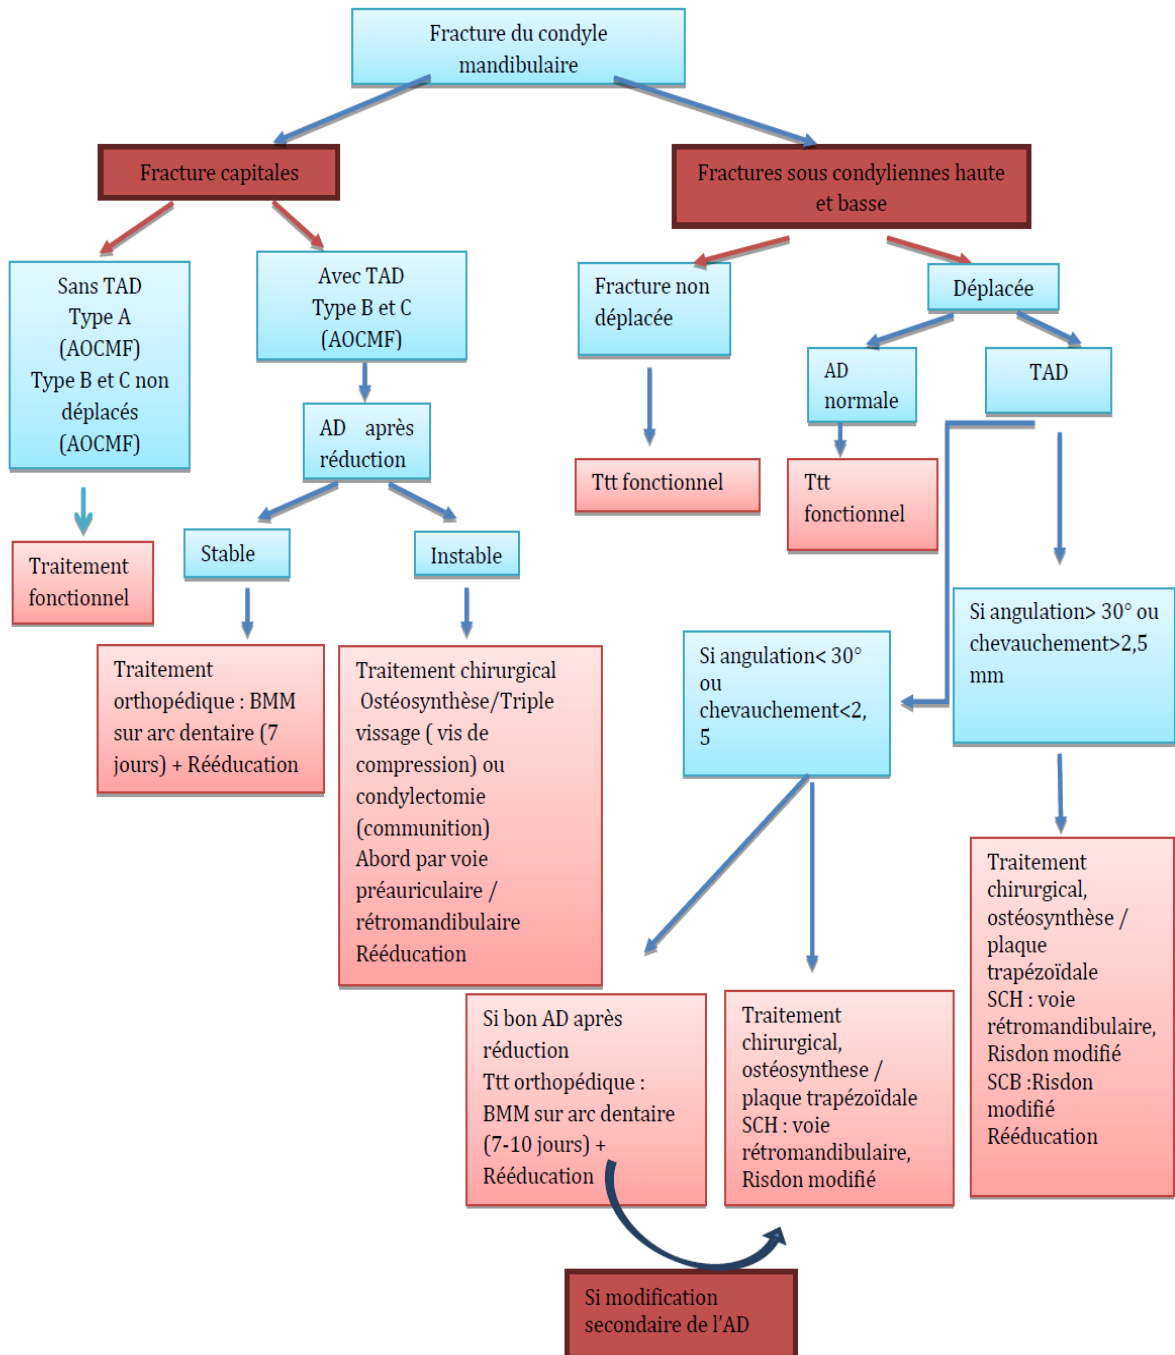 Fracture du condyle
mandibulaire
Fracture capitales
Fractures sous condyliennes haute
et basse
Sans TAD
Type A
(AOCMF)
Type B et C non
déplacés
(AOCMF)
Avec TAD
Type B et C
(AOCMF)
Fracture non
déplacée
Déplacée
AD
normale
TAD
AD après
réduction
Ttt fonctionnel
Ttt
fonctionnel
Stable
Instable
Traitement
fonctionnel
Si angulation> 30° ou
chevauchement>2,5
mm
Si angulation< 30°
ou
chevauchement<2,
5
Traitement
orthopédique : BMM
sur arc dentaire (7
jours) + Rééducation
Traitement chirurgical
Ostéosynthèse/Triple
vissage ( vis de
compression) ou
condylectomie
(communition)
Abord par voie
préauriculaire /
rétromandibulaire
Rééducation
Traitement
chirurgical,
ostéosynthèse /
plaque
trapézoïdale
SCH : voie
rétromandibulaire,
Risdon modifié
SCB :Risdon
modifié
Rééducation
Si bon AD après
réduction
Ttt orthopédique :
BMM sur arc dentaire
(7-10 jours) +
Rééducation
Traitement
chirurgical,
ostéosynthese /
plaque trapézoïdale
SCH : voie
rétromandibulaire,
Risdon modifié
Si modification
secondaire de l'AD